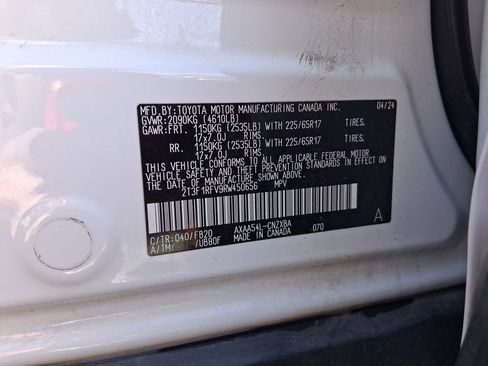 MFD.BY:TOYOTA MOTOR MANUFACTURING CANADA INC. 04/24
GVWR:2090KG (4610LB)
GAWR:FRT. 1150KG (2535LB) WITH 225/65R17 TIRES,
17x7.0J RIMS.
RR. 1150KG (2535LB) WITH 225/65R17 TIRES,
17x7.0J RIMS.
THIS VEHICLE CONFORMS TO ALL APPLICABLE FEDERAL MOTOR
VEHICLE SAFETY STANDARDS IN EFFECT ON THE DATE OF
MANUFACTURE SHOWN ABOVE.
2T3F1RFV9RW450656 MPV
C/TR:040/FB20 AXAA54L-CNZXBA A
A/TM: /UB80F MADE IN CANADA 070